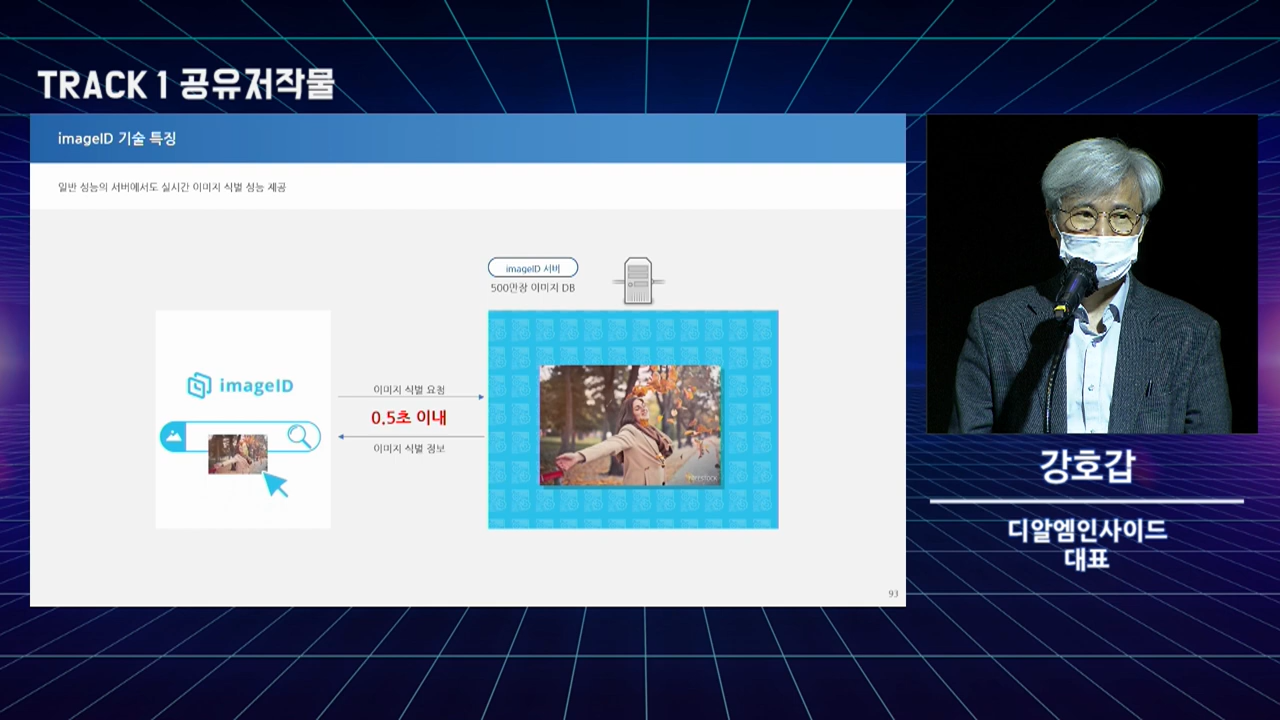 TRACK 1 공유저작물
imageID 기술 특징
일반 성능의 서버에서도 실시간 이미지 식별 성능 제공
imageID 서버
500만장 이미지 DB
imageID
이미지 식별 요청
0.5초 이내
이미지 식별 정보
93
강호갑
디알엠인사이드
대표